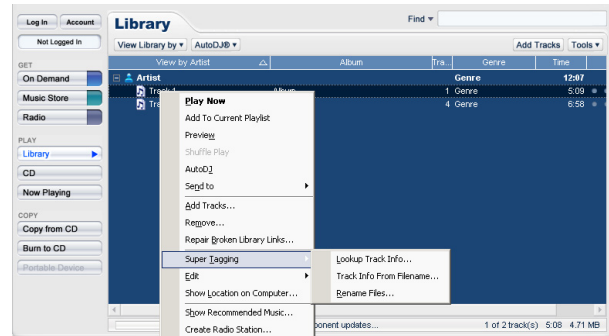 Log In Account
Not Logged In
GET
On Demand
Music Store
Radio
PLAY
Library
CD
Now Playing
COPY
Copy from CD
Burn to CD
Portable Device
Library
Find
View Library by AutoDJ®
Add Tracks Tools
View by Artist Album Tra... Genre Time
Artist Genre 12:07
Track 1 Album 1 Genre 5:09
Tra 4 Genre 6:58
Play Now
Add To Current Playlist
Preview
Shuffle Play
AutoDJ
Send to
Add Tracks...
Remove...
Repair Broken Library Links...
Super Tagging
Edit
Show Location on Computer...
Show Recommended Music...
Create Radio Station...
Lookup Track Info...
Track Info From Filename...
Rename Files...
ponent updates...
1 of 2 track(s) 5:08 4.71 MB